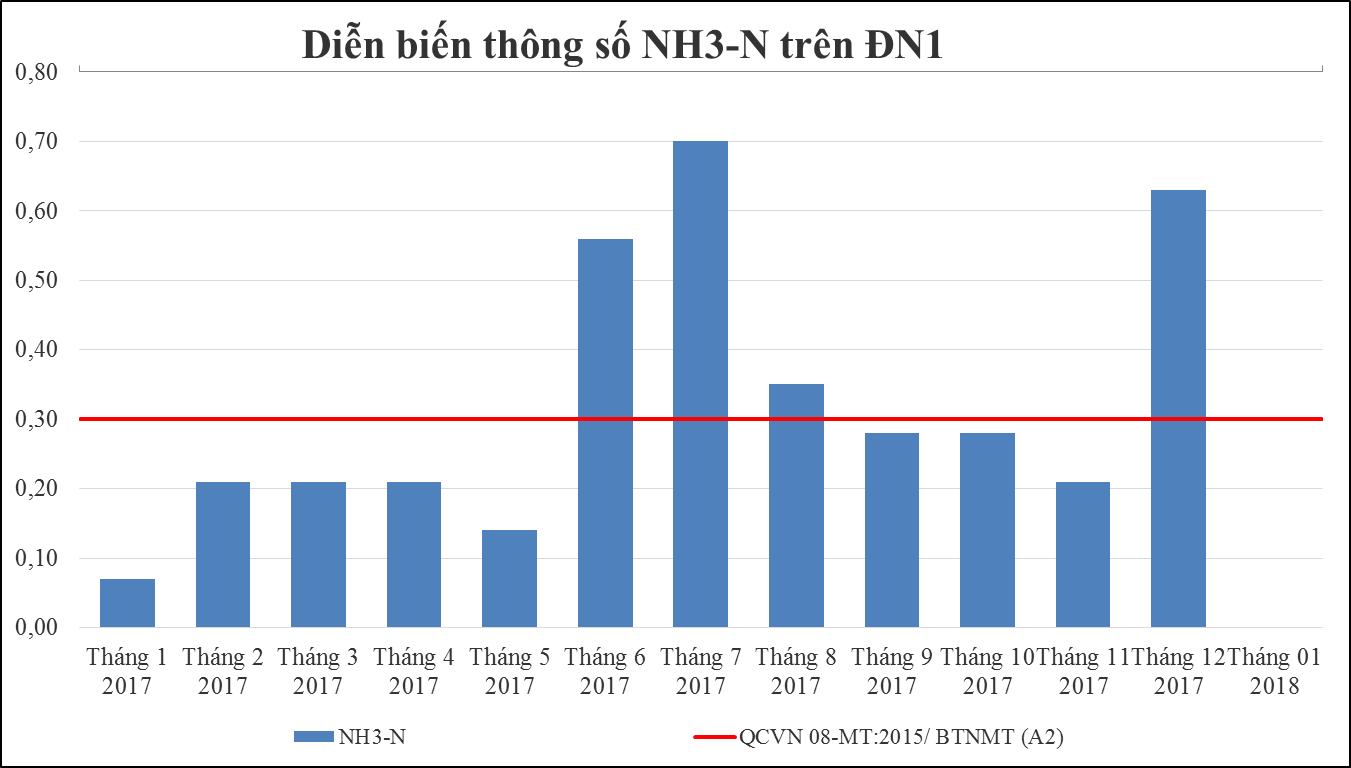 Diễn biến thông số NH3-N trên ĐN1
0,80
0,70
0,60
0,50
0,40
0,30
0,20
0,10
0,00
Tháng 1 Tháng 2 Tháng 3 Tháng 4 Tháng 5 Tháng 6 Tháng 7 Tháng 8 Tháng 9 Tháng 10 Tháng 11 Tháng 12 Tháng 01
2017 2017 2017 2017 2017 2017 2017 2017 2017 2017 2017 2017 2018
NH3-N QCVN 08-MT:2015/ BTNMT (A2)